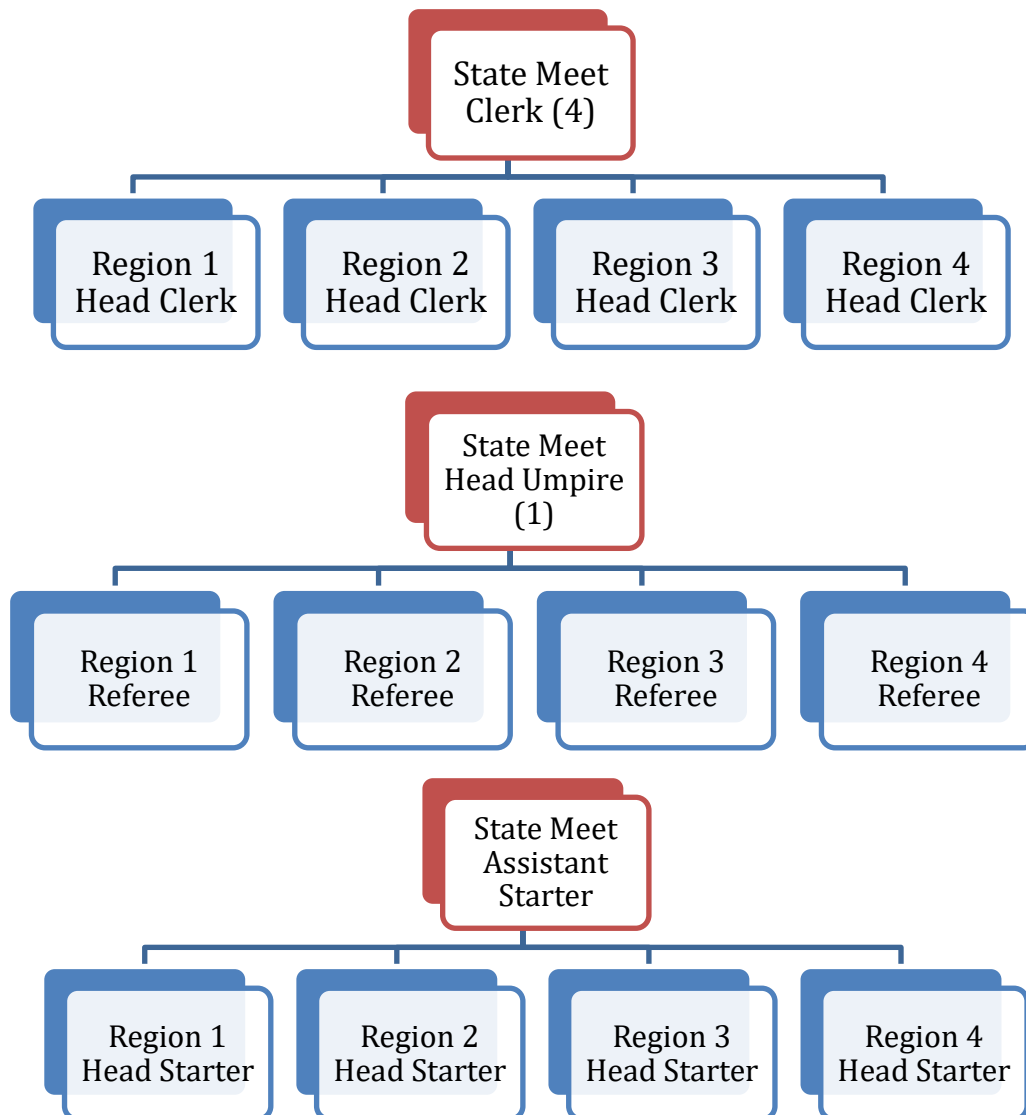 State Meet
Clerk (4)
Region 1
Head Clerk
Region 2
Head Clerk
Region 3
Head Clerk
Region 4
Head Clerk
State Meet
Head Umpire
(1)
Region 1
Referee
Region 2
Referee
Region 3
Referee
Region 4
Referee
State Meet
Assistant
Starter
Region 1
Head Starter
Region 2
Head Starter
Region 3
Head Starter
Region 4
Head Starter